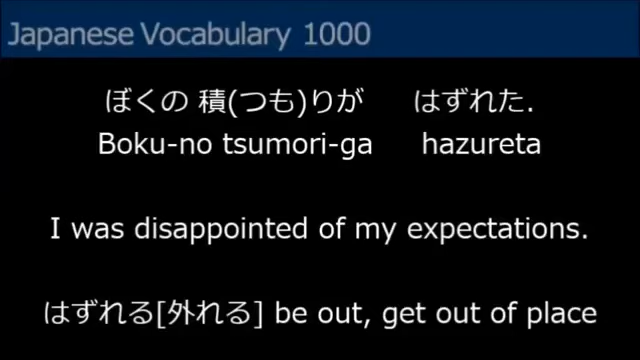 Japanese Vocabulary 1000
ぼくの 積(つも)りが はずれた.
Boku-no tsumori-ga hazureta
I was disappointed of my expectations.
はずれる[外れる] be out, get out of place